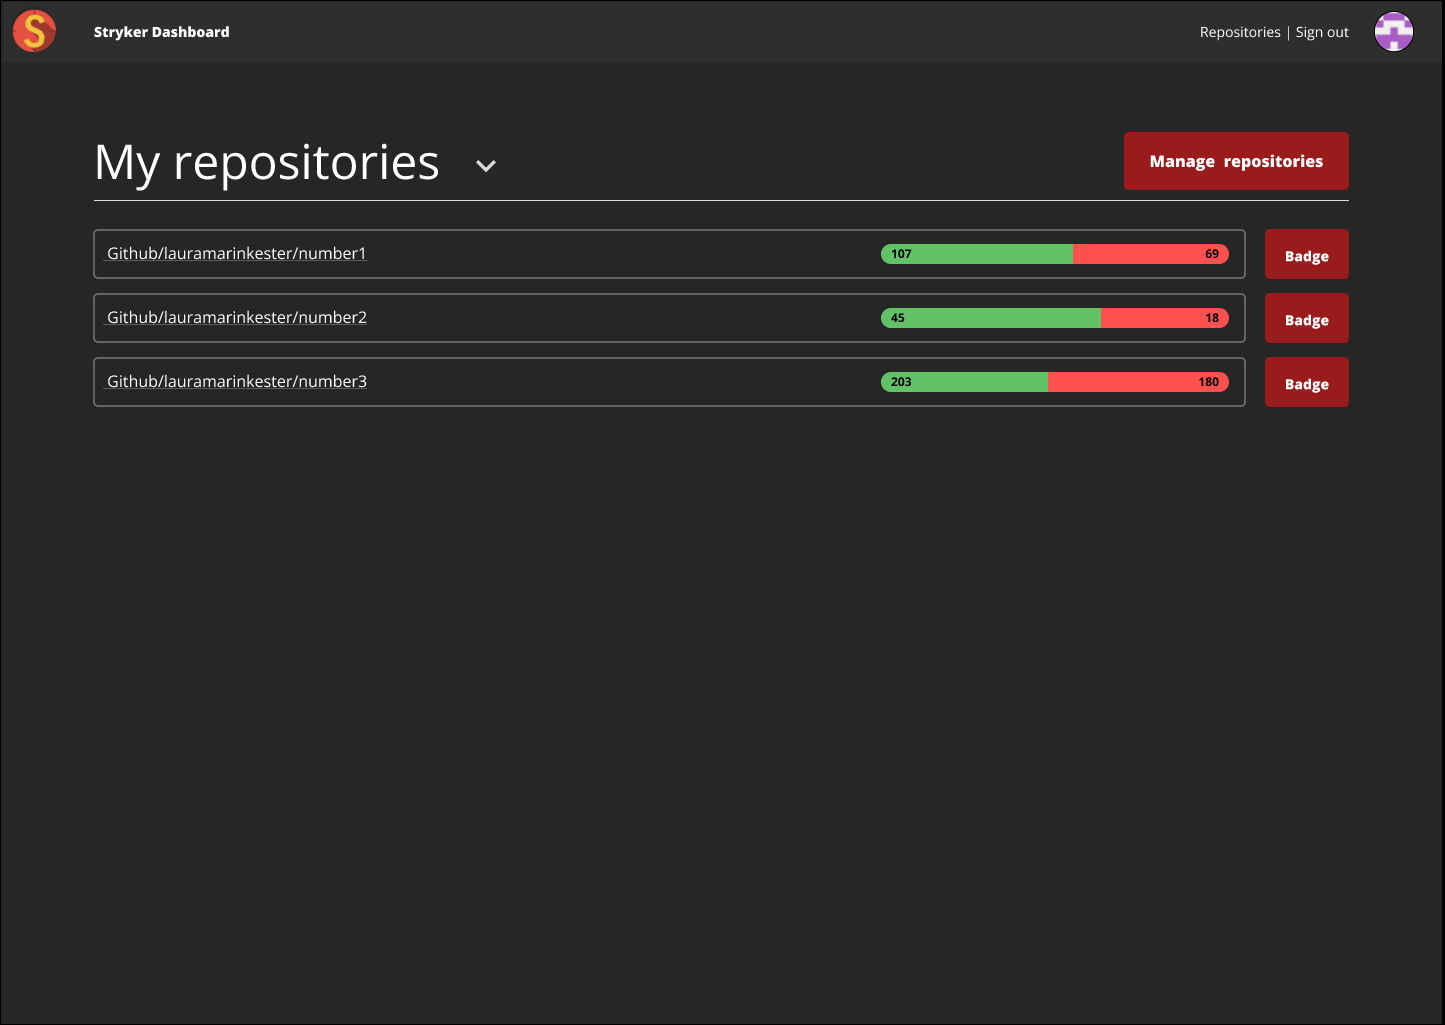 S
Stryker Dashboard
Repositories | Sign out
My repositories
Manage repositories
Github/lauramarinkester/number1
107
69
Badge
Github/lauramarinkester/number2
45
18
Badge
Github/lauramarinkester/number3
203
180
Badge